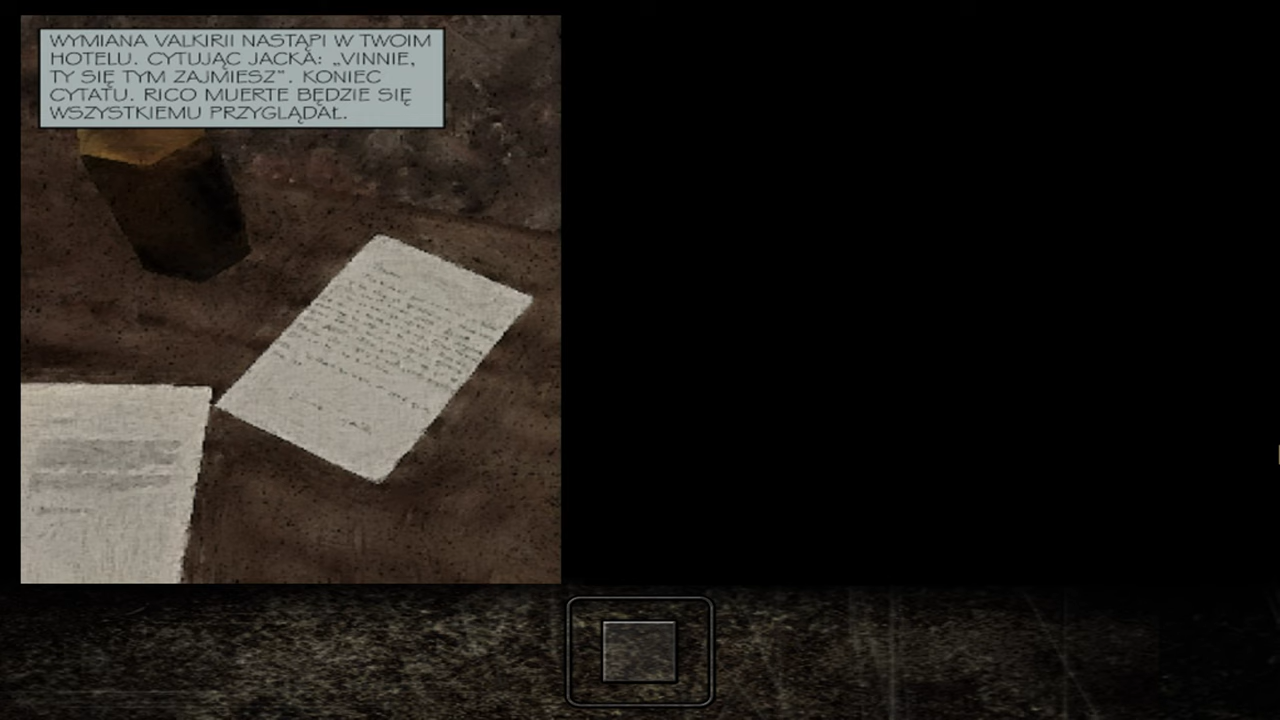 WYMIANA VALKIRII NASTĄPI W TWOIM
HOTELU. CYTUJĄC JACKA: „VINNIE,
TY SIĘ TYM ZAJMIESZ”. KONIEC
CYTATU. RICO MUERTE BĘDZIE SIĘ
WSZYSTKIEMU PRZYGLĄDAŁ.